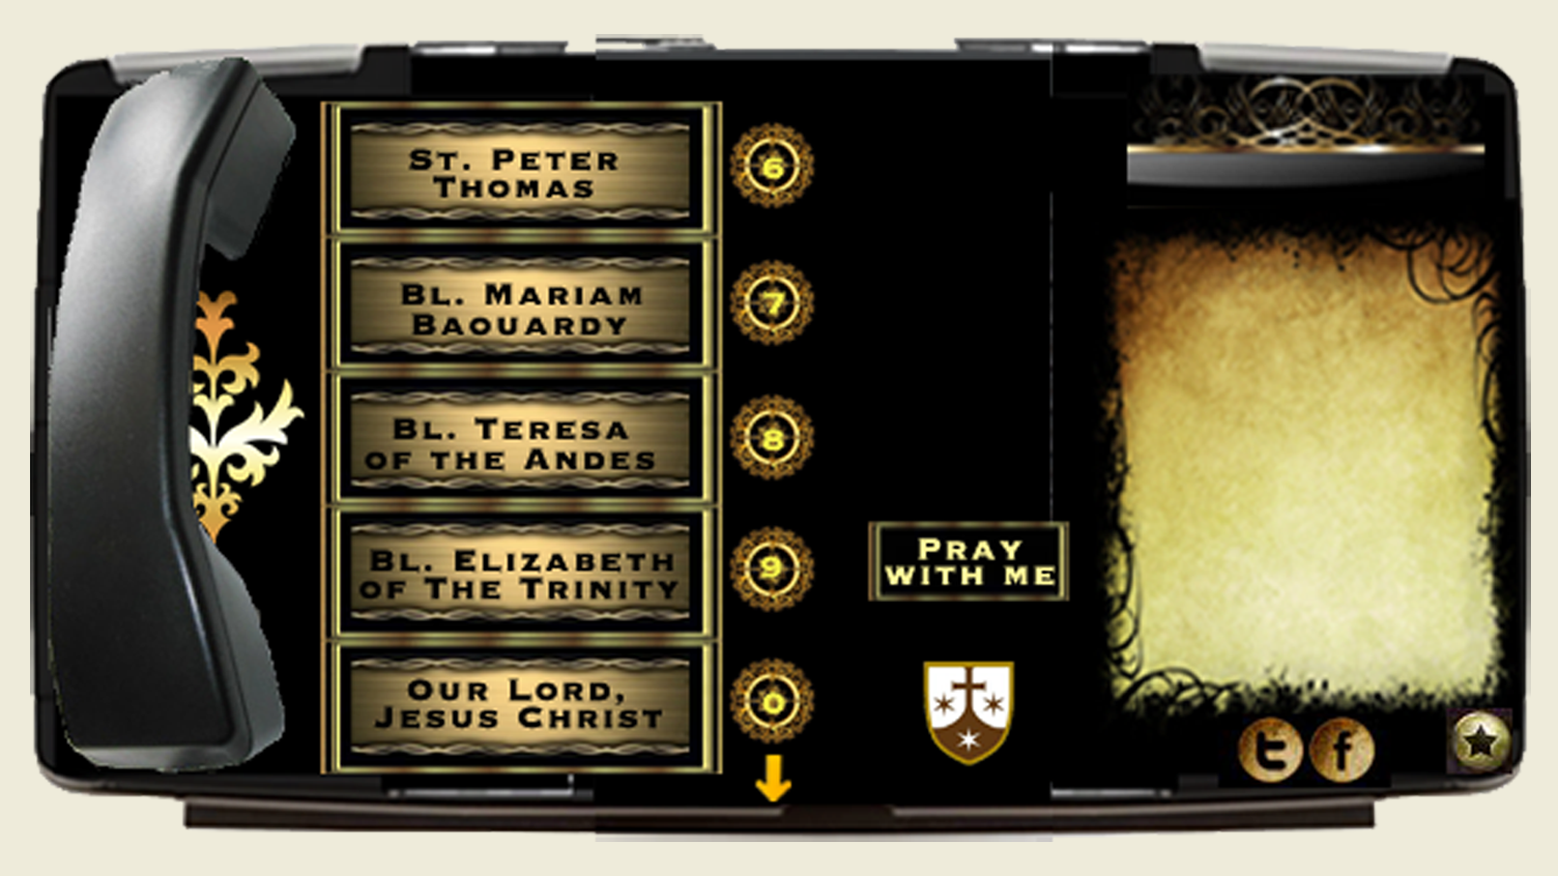 St. Peter
Thomas
6
Bl. Mariam
Baouardy
7
Bl. Teresa
of the Andes
8
Bl. Elizabeth
of The Trinity
9
Our Lord,
Jesus Christ
0
Pray
with me
t f